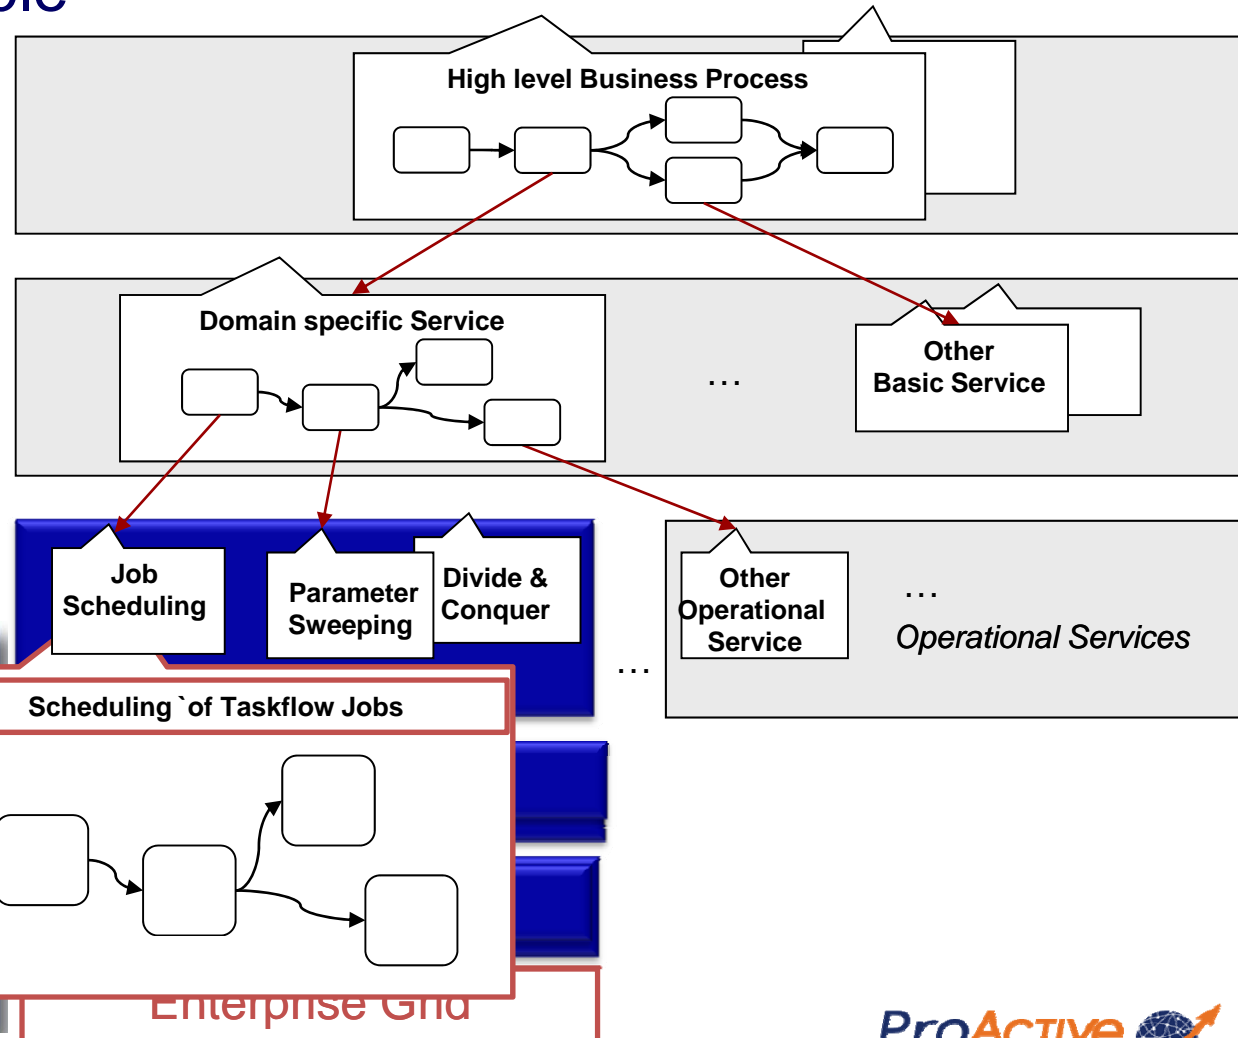 High level Business Process
Domain specific Service
…
Other
Basic Service
Job
Scheduling
Parameter
Sweeping
Divide &
Conquer
Other
Operational
Service
…
Operational Services
…
Scheduling `of Taskflow Jobs
Enterprise Grid
ProActive